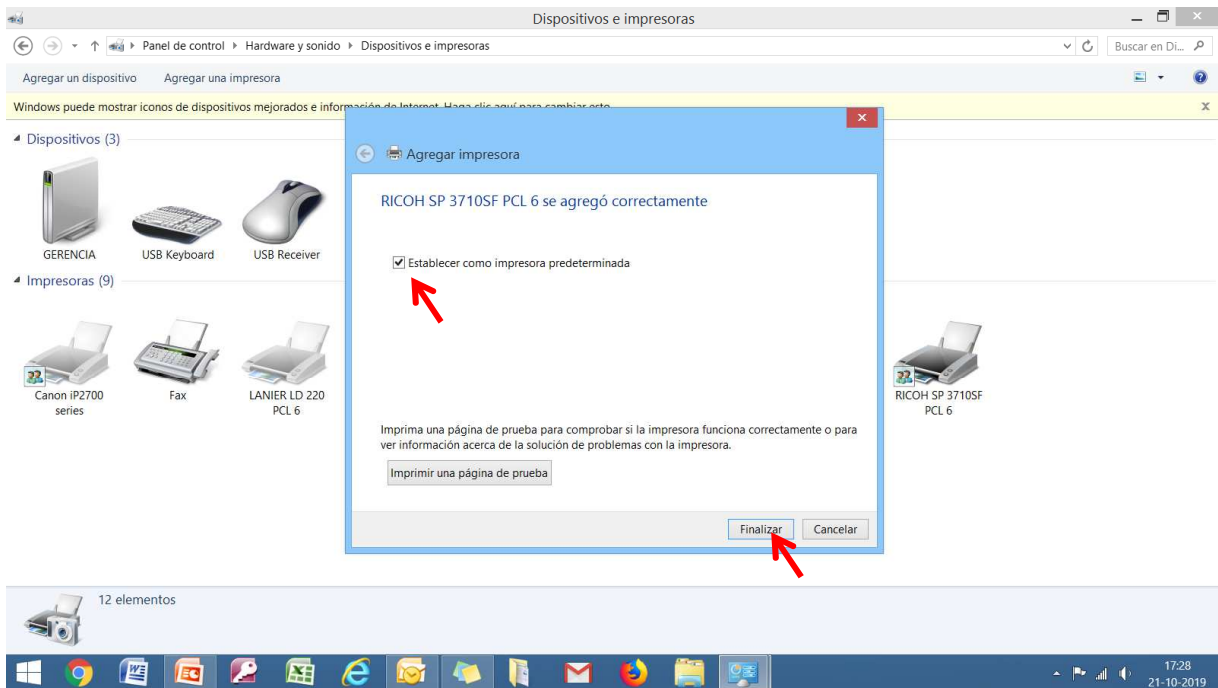 Dispositivos e impresoras
Panel de control Hardware y sonido Dispositivos e impresoras
Buscar en Di...
Agregar un dispositivo Agregar una impresora
Windows puede mostrar iconos de dispositivos mejorados e información de Internet. Haga clic aquí para cambiar esto...
Dispositivos (3)
GERENCIA
USB Keyboard
USB Receiver
Impresoras (9)
Canon iP2700
series
Fax
LANIER LD 220
PCL 6
RICOH SP 3710SF
PCL 6
Agregar impresora
RICOH SP 3710SF PCL 6 se agregó correctamente
Establecer como impresora predeterminada
Imprima una página de prueba para comprobar si la impresora funciona correctamente o para
ver información acerca de la solución de problemas con la impresora.
Imprimir una página de prueba
Finalizar Cancelar
12 elementos
17:28
21-10-2019